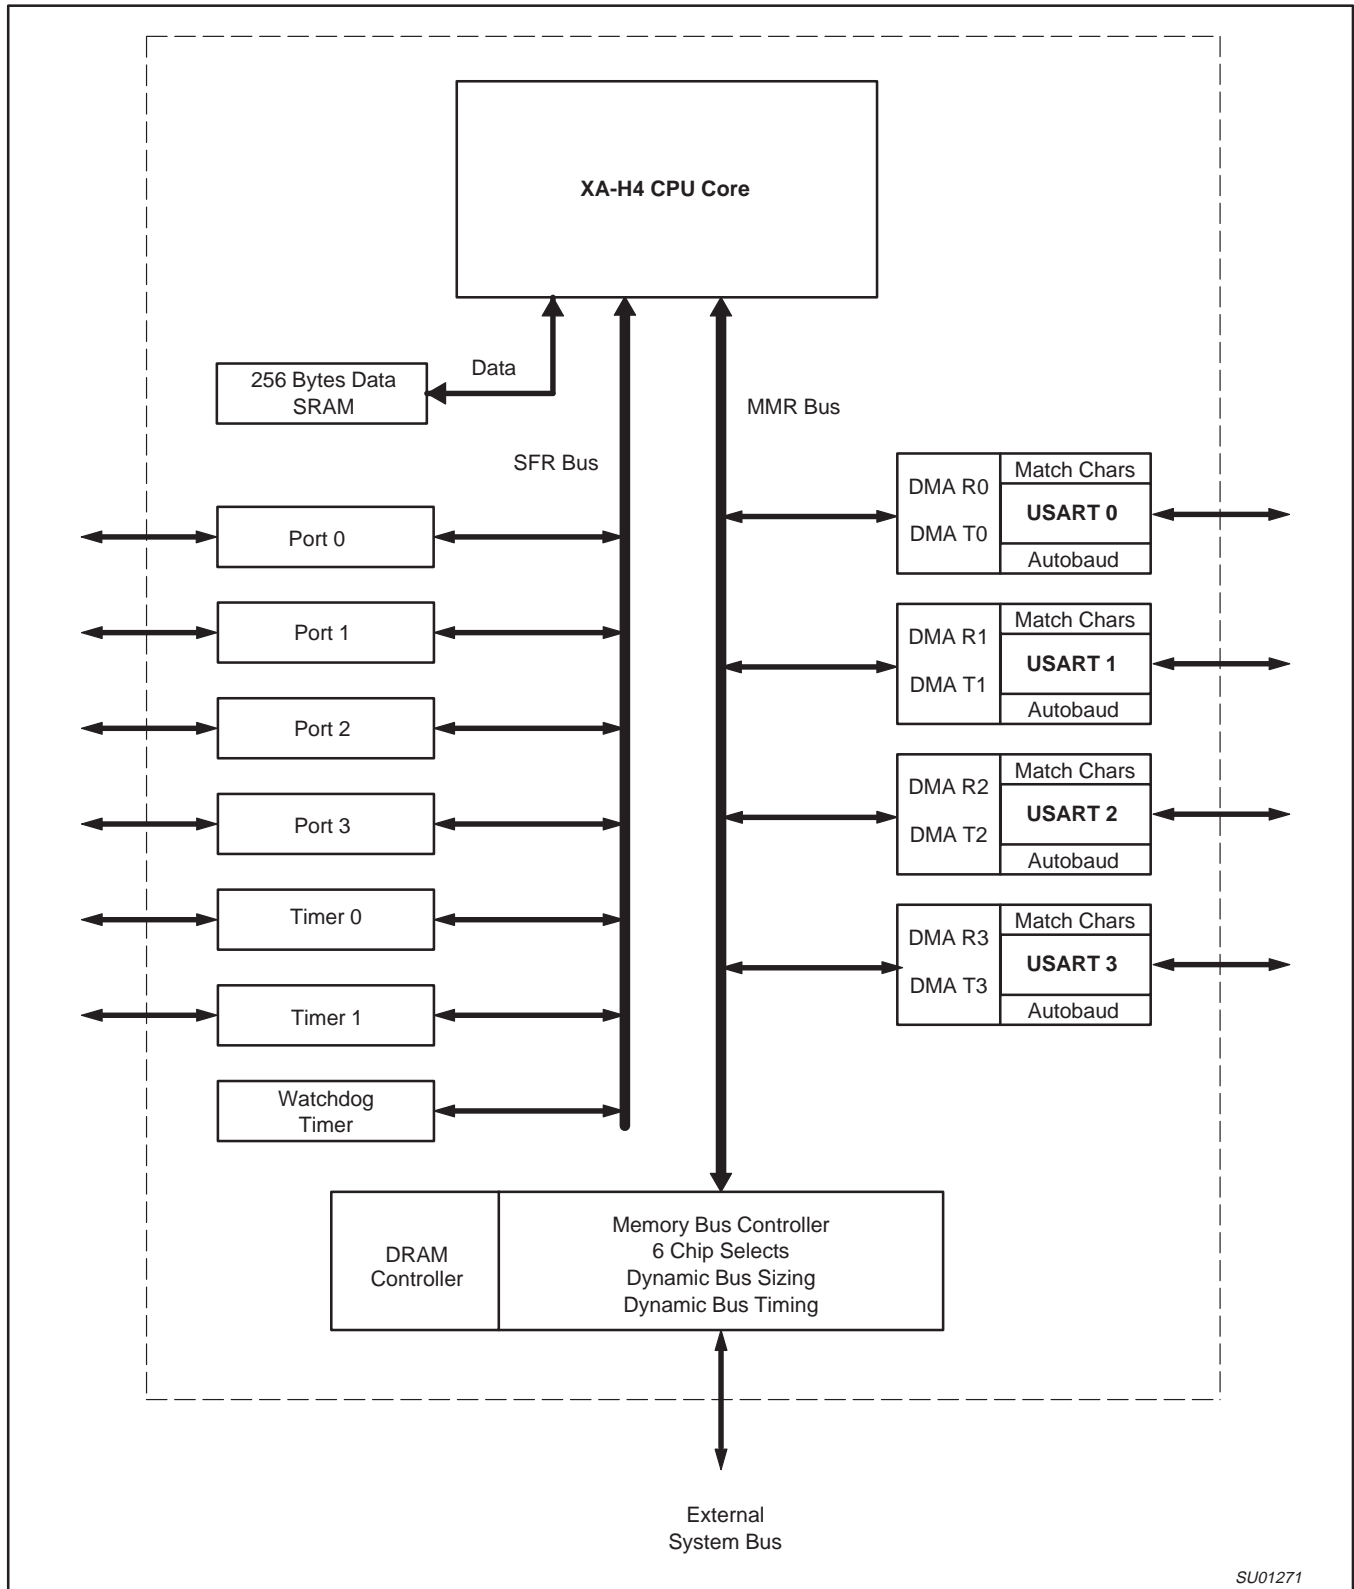 XA-H4 CPU Core
256 Bytes Data
SRAM
Data
MMR Bus
SFR Bus
Port 0
Port 1
Port 2
Port 3
Timer 0
Timer 1
Watchdog
Timer
DMA R0
DMA T0
Match Chars
USART 0
Autobaud
DMA R1
DMA T1
Match Chars
USART 1
Autobaud
DMA R2
DMA T2
Match Chars
USART 2
Autobaud
DMA R3
DMA T3
Match Chars
USART 3
Autobaud
DRAM
Controller
Memory Bus Controller
6 Chip Selects
Dynamic Bus Sizing
Dynamic Bus Timing
External
System Bus
SU01271